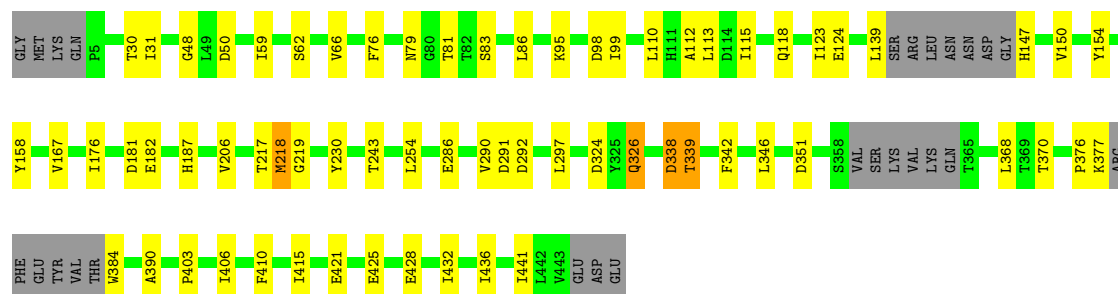 GLY MET LYS GLN P5 T30 I31 G48 L49 D50 I59 S62 V66 F76 N79 G80 T81 T82 S83 L86 K95 D98 I99 L110 H111 A112 L113 D114 I115 Q118 I123 E124 L139 SER ARG LEU ASN ASN ASP GLY H147 V150 Y154
Y158 V167 I176 D181 E182 H187 V206 T217 M218 G219 Y230 T243 L254 E286 V290 D291 D292 L297 D324 Y325 Q326 D338 T339 F342 L346 D351 S358 VAL SER LYS VAL LYS GLN T365 L368 T369 T370 P376 K377 ARG
PHE GLU TYR VAL THR W384 A390 P403 I406 F410 I415 E421 E425 E428 I432 I436 I441 L442 V443 GLU ASP GLU